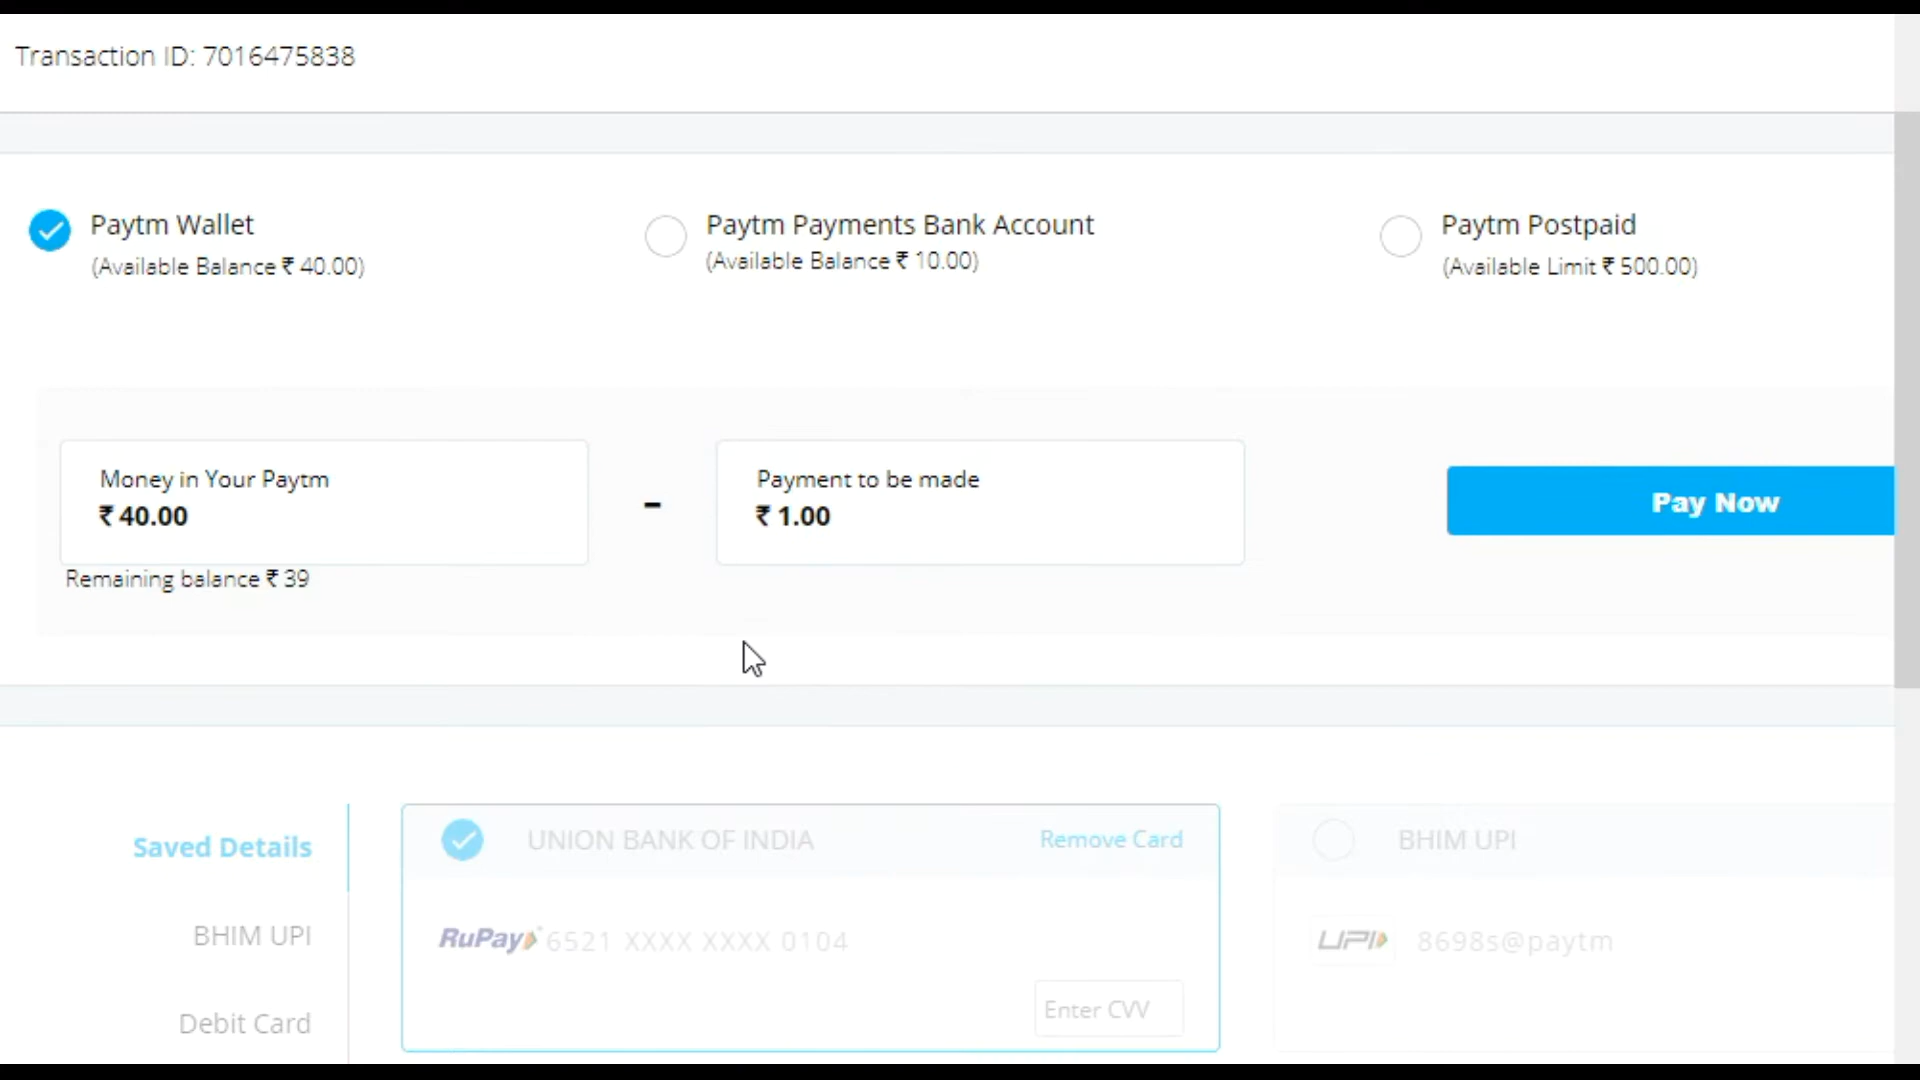 Transaction ID: 7016475838
Paytm Wallet
(Available Balance ₹ 40.00)
Paytm Payments Bank Account
(Available Balance ₹ 10.00)
Paytm Postpaid
(Available Limit ₹ 500.00)
Money in Your Paytm
₹ 40.00
-
Payment to be made
₹ 1.00
Pay Now
Remaining balance ₹ 39
Saved Details
BHIM UPI
Debit Card
UNION BANK OF INDIA
Remove Card
RuPay 6521 XXXX XXXX 0104
Enter CVV
BHIM UPI
UPI 8698s@paytm